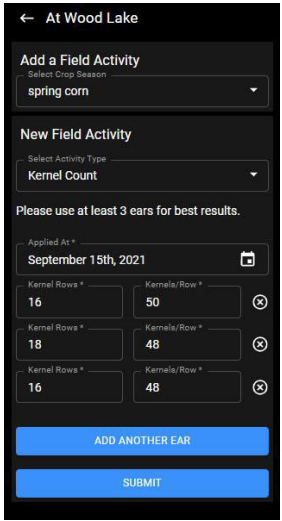 ← At Wood Lake
Add a Field Activity
Select Crop Season
spring corn
New Field Activity
Select Activity Type
Kernel Count
Please use at least 3 ears for best results.
Applied At *
September 15th, 2021
Kernel Rows * Kernels/Row *
16 50
Kernel Rows * Kernels/Row *
18 48
Kernel Rows * Kernels/Row *
16 48
ADD ANOTHER EAR
SUBMIT